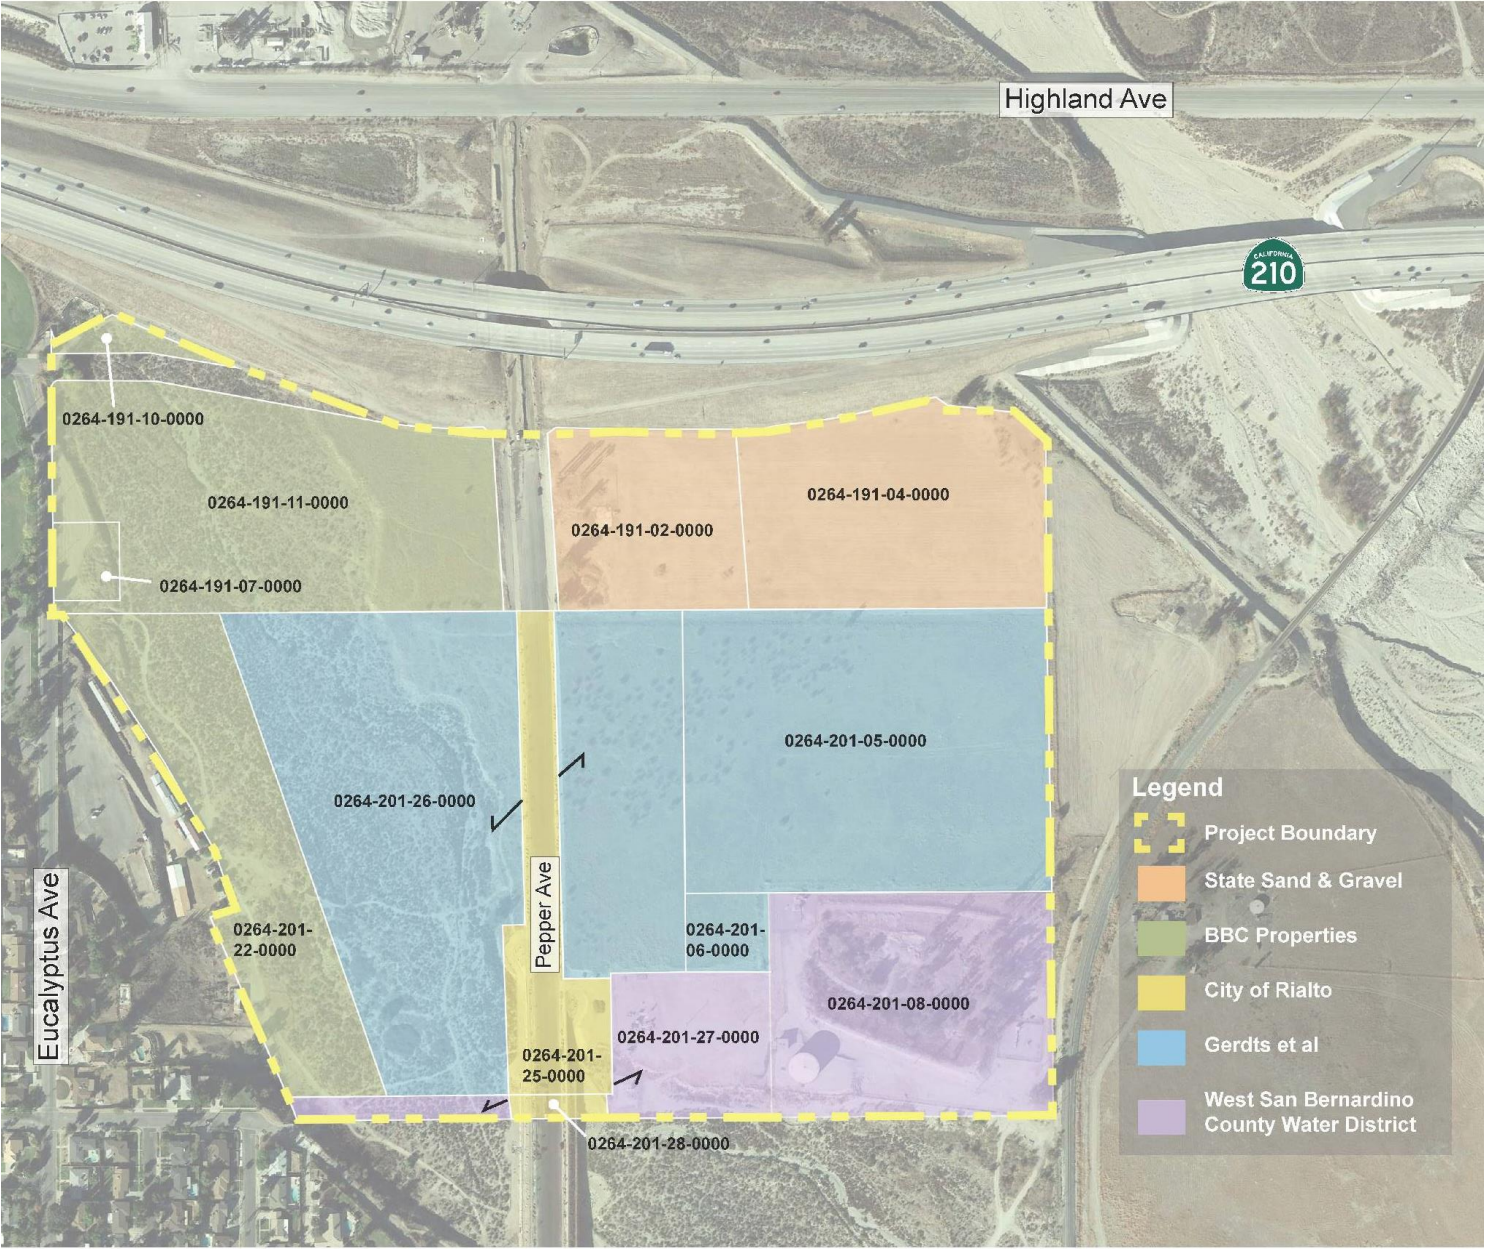 Highland Ave
CALIFORNIA
210
0264-191-10-0000
0264-191-11-0000
0264-191-04-0000
0264-191-02-0000
0264-191-07-0000
0264-201-05-0000
0264-201-26-0000
Pepper Ave
Eucalyptus Ave
0264-201-
22-0000
0264-201-
06-0000
0264-201-08-0000
0264-201-27-0000
0264-201-
25-0000
0264-201-28-0000
Legend
Project Boundary
State Sand & Gravel
BBC Properties
City of Rialto
Gerdts et al
West San Bernardino
County Water District